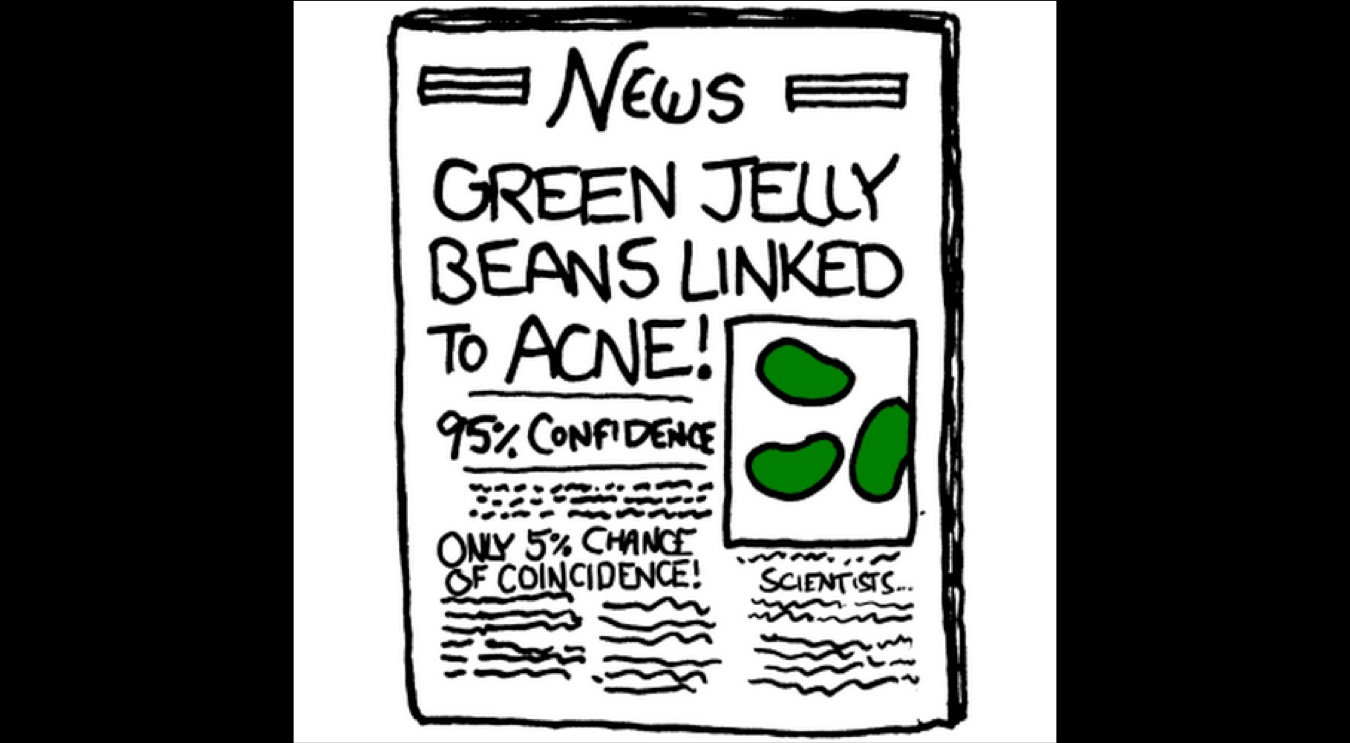 NEWS
GREEN JELLY
BEANS LINKED
TO ACNE!
95% CONFIDENCE
ONLY 5% CHANCE
OF COINCIDENCE!
SCIENTISTS...